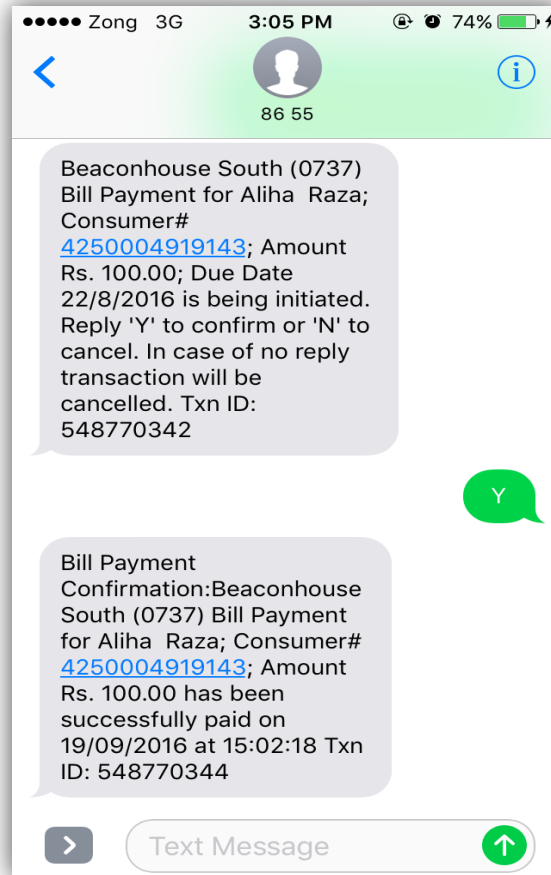 Zong 3G 3:05 PM 74%
86 55
Beaconhouse South (0737)
Bill Payment for Aliha Raza;
Consumer#
4250004919143; Amount
Rs. 100.00; Due Date
22/8/2016 is being initiated.
Reply 'Y' to confirm or 'N' to
cancel. In case of no reply
transaction will be
cancelled. Txn ID:
548770342
Y
Bill Payment
Confirmation:Beaconhouse
South (0737) Bill Payment
for Aliha Raza; Consumer#
4250004919143; Amount
Rs. 100.00 has been
successfully paid on
19/09/2016 at 15:02:18 Txn
ID: 548770344
Text Message